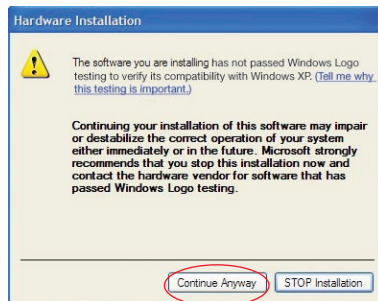 Hardware Installation
The software you are installing has not passed Windows Logo
testing to verify its compatibility with Windows XP. (Tell me why
this testing is important.)
Continuing your installation of this software may impair
or destabilize the correct operation of your system
either immediately or in the future. Microsoft strongly
recommends that you stop this installation now and
contact the hardware vendor for software that has
passed Windows Logo testing.
Continue Anyway
STOP Installation